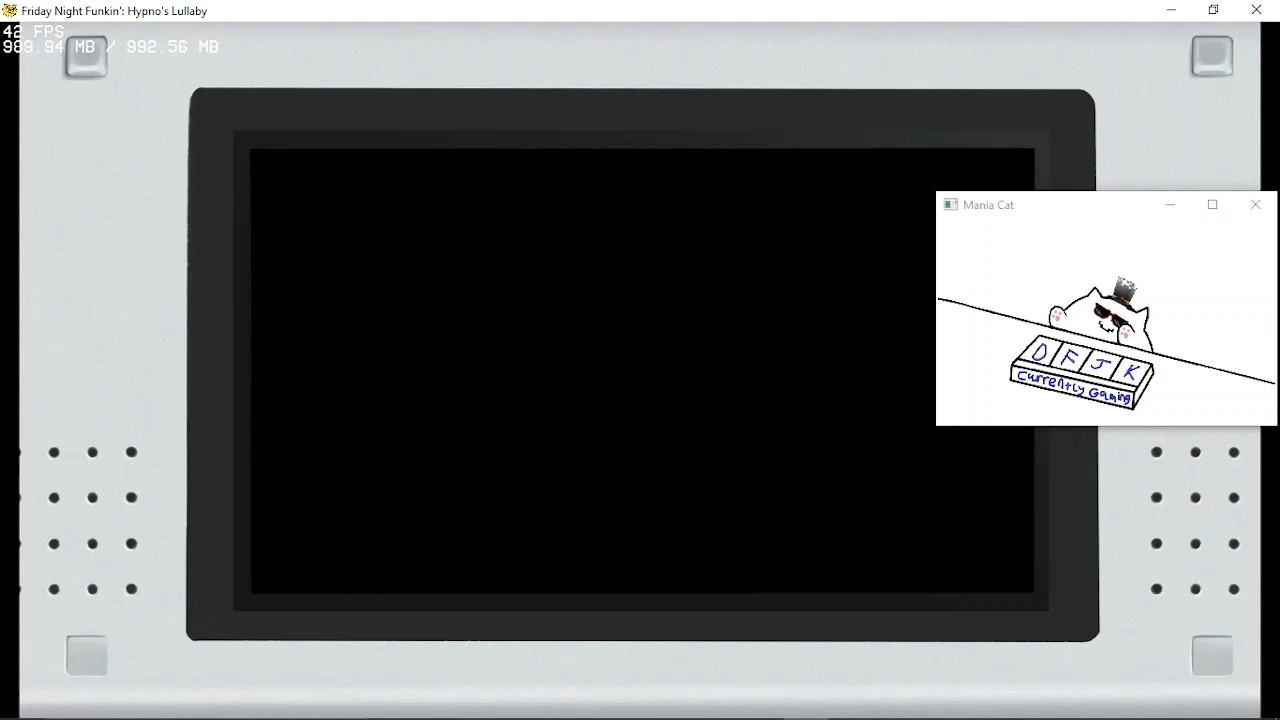 Friday Night Funkin': Hypno's Lullaby
42 FPS
989.94 MB / 992.56 MB
Mania Cat
D F J K
Currently Gaming